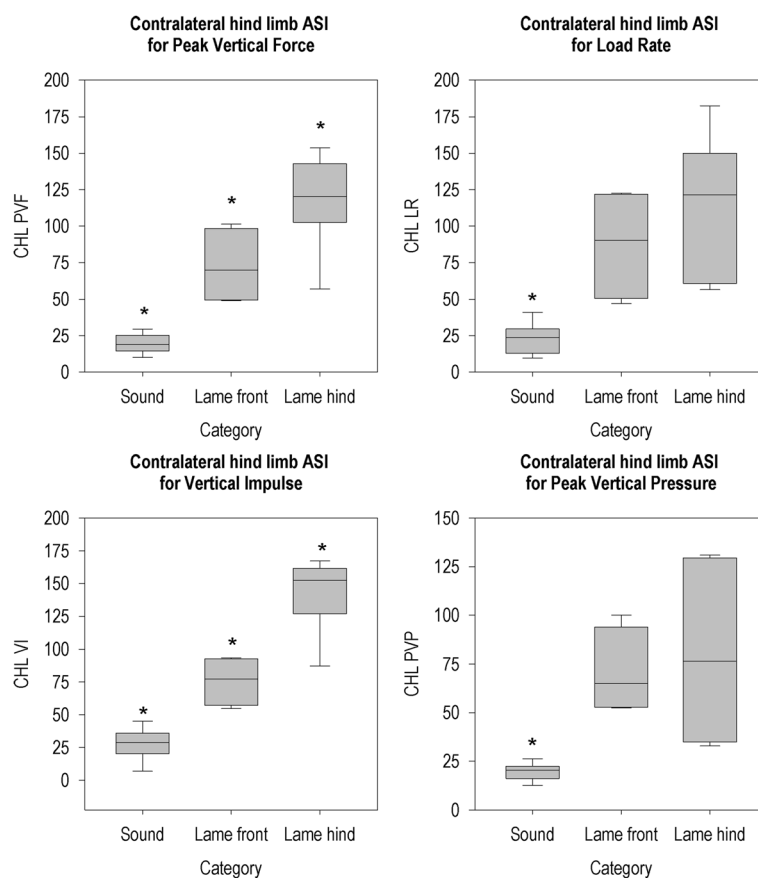 Contralateral hind limb ASI
for Peak Vertical Force
200
175
150
125
100
75
50
25
0
CHL PVF
*
*
*
Sound Lame front Lame hind
Category
Contralateral hind limb ASI
for Load Rate
200
175
150
125
100
75
50
25
0
CHL LR
*
Sound Lame front Lame hind
Category
Contralateral hind limb ASI
for Vertical Impulse
200
175
150
125
100
75
50
25
0
CHL VI
*
*
*
Sound Lame front Lame hind
Category
Contralateral hind limb ASI
for Peak Vertical Pressure
150
125
100
75
50
25
0
CHL PVP
*
Sound Lame front Lame hind
Category